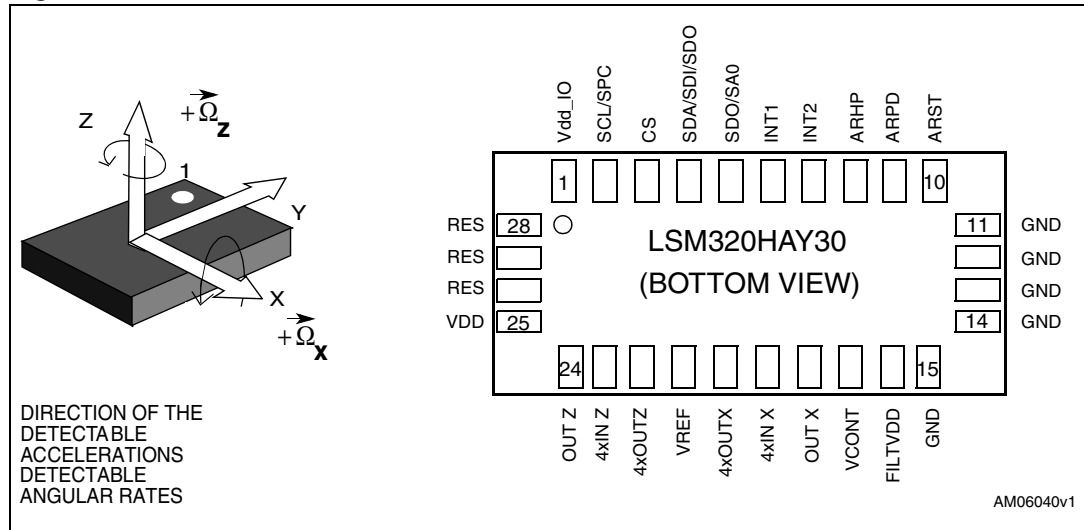 Z
+Ω⃗Z
1
Y
X
+Ω⃗X
DIRECTION OF THE
DETECTABLE
ACCELERATIONS
DETECTABLE
ANGULAR RATES
Vdd_IO
SCL/SPC
CS
SDA/SDI/SDO
SDO/SA0
INT1
INT2
ARHP
ARPD
ARST
1
10
RES 28
RES
RES
VDD 25
LSM320HAY30
(BOTTOM VIEW)
11 GND
GND
GND
14 GND
24
15
OUT Z
4xIN Z
4xOUTZ
VREF
4xOUTX
4xIN X
OUT X
VCONT
FILTVDD
GND
AM06040v1